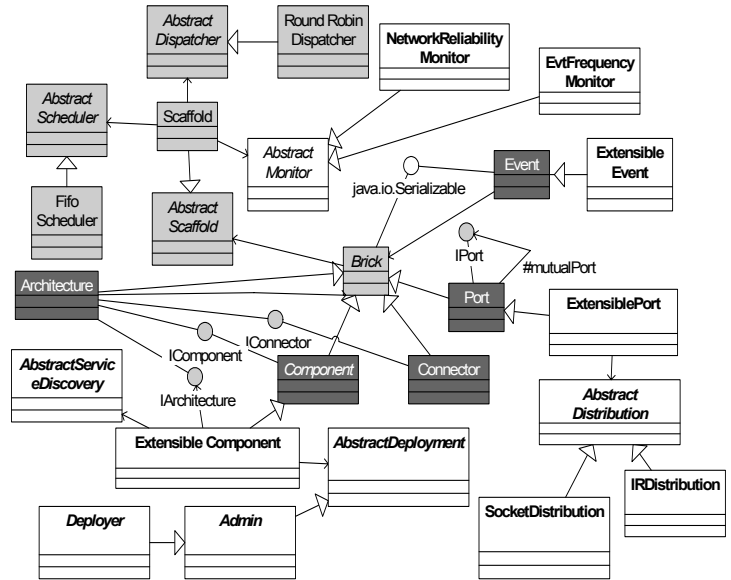 Abstract
Dispatcher
Round Robin
Dispatcher
NetworkReliability
Monitor
EvtFrequency
Monitor
Abstract
Scheduler
Scaffold
Abstract
Monitor
Event
Extensible
Event
java.io.Serializable
Fifo
Scheduler
Abstract
Scaffold
Brick
IPort
#mutualPort
Architecture
Port
ExtensiblePort
IConnector
IComponent
Component
Connector
AbstractServic
eDiscovery
IArchitecture
Abstract
Distribution
Extensible Component
AbstractDeployment
IRDistribution
SocketDistribution
Deployer
Admin